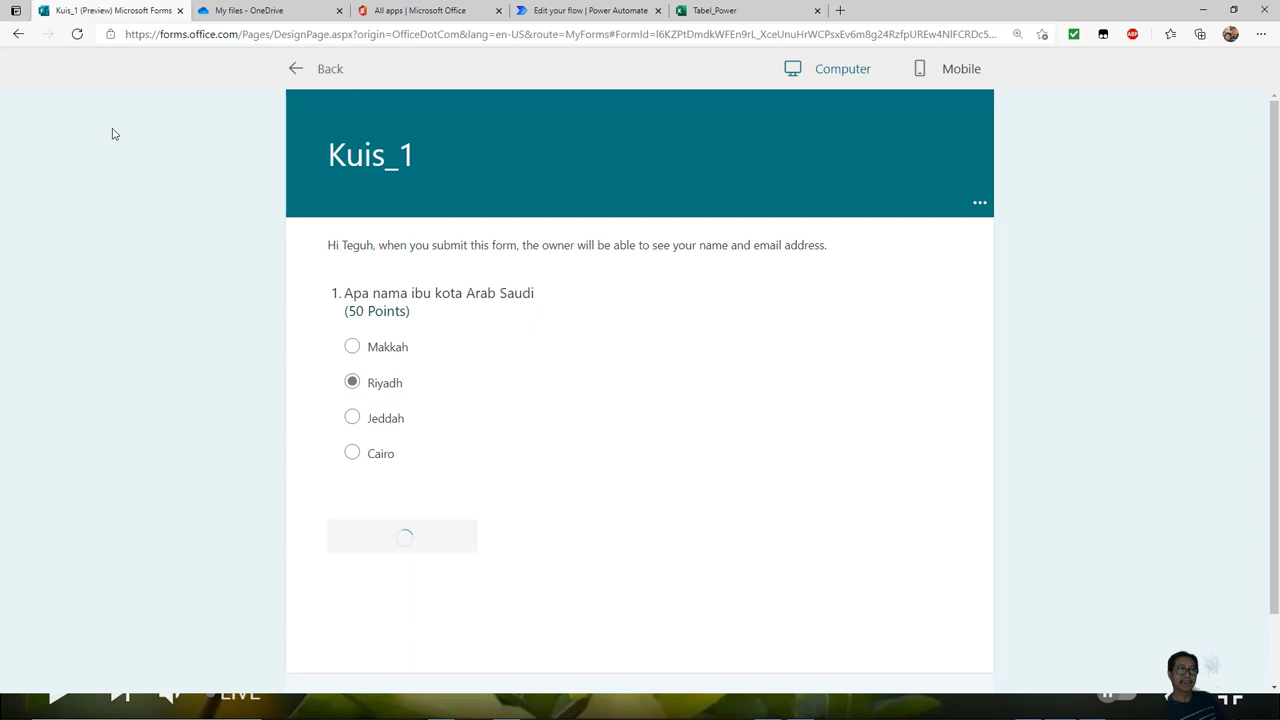 Kuis_1 (Preview) Microsoft Forms
My files - OneDrive
All apps | Microsoft Office
Edit your flow | Power Automate
Tabel_Power
https://forms.office.com/Pages/DesignPage.aspx?origin=OfficeDotCom&lang=en-US&route=MyForms#FormId=
Back
Computer
Mobile
Kuis_1
Hi Teguh, when you submit this form, the owner will be able to see your name and email address.
1. Apa nama ibu kota Arab Saudi
(50 Points)
Makkah
Riyadh
Jeddah
Cairo
LIVE